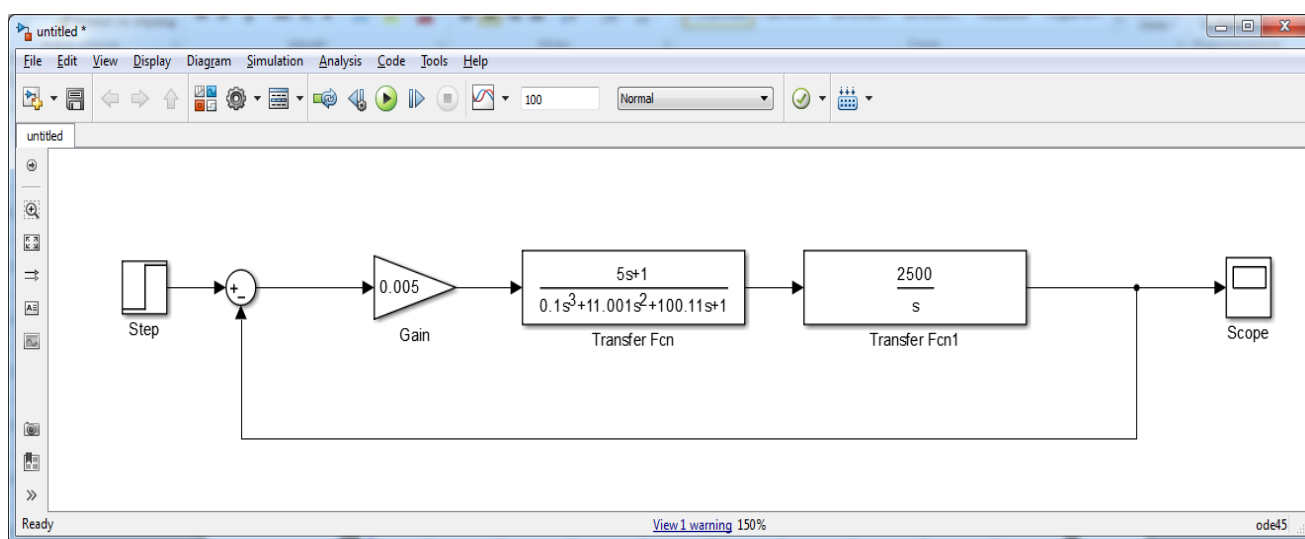 untitled *
File Edit View Display Diagram Simulation Analysis Code Tools Help
100 Normal
untitled
Step
+
-
0.005
Gain
5s+1
0.1s³+11.001s²+100.11s+1
Transfer Fcn
2500
s
Transfer Fcn1
Scope
Ready View 1 warning 150% ode45